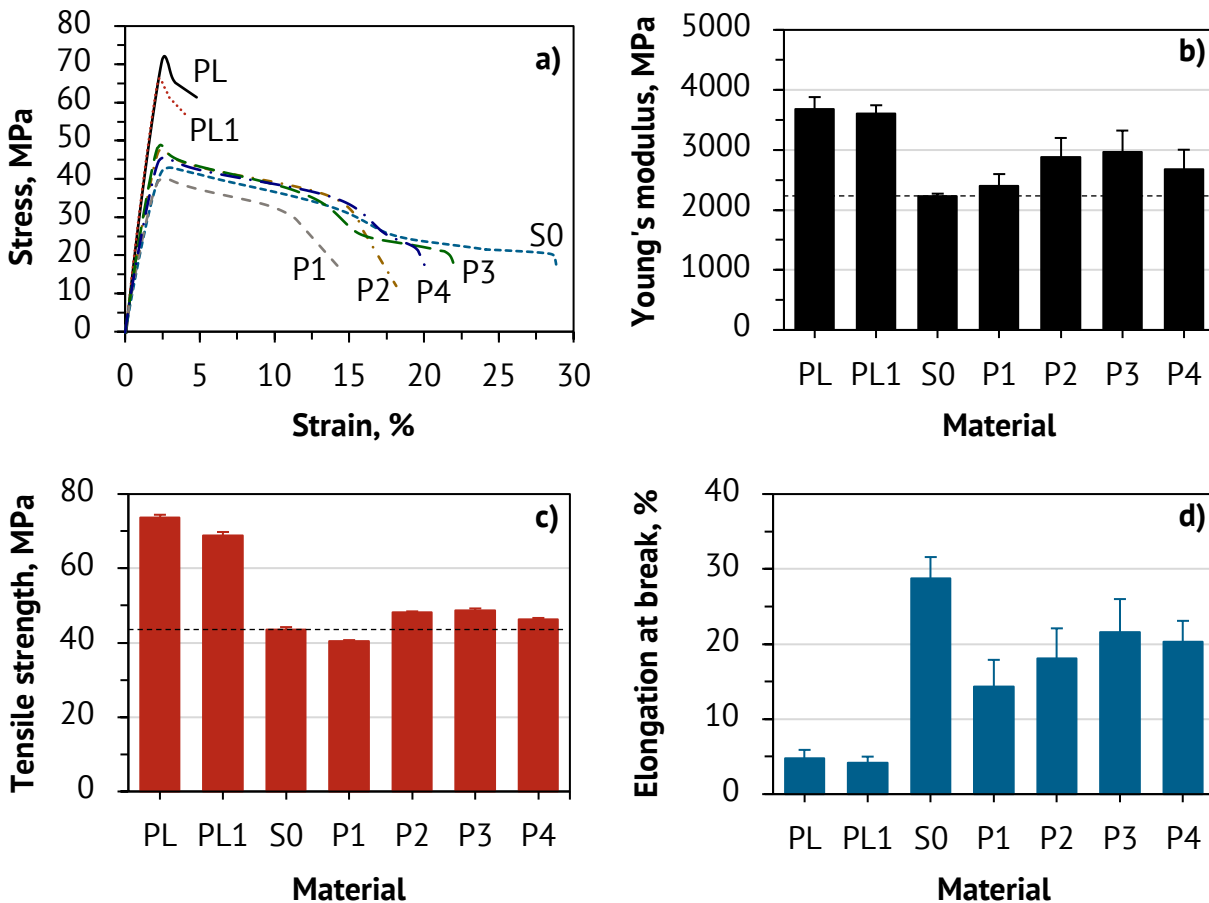 a)
Stress, MPa
80
70
60
50
40
30
20
10
0
PL
PL1
S0
P1
P2
P4
P3
0 5 10 15 20 25 30
Strain, %
b)
Young's modulus, MPa
5000
4000
3000
2000
1000
0
PL PL1 S0 P1 P2 P3 P4
Material
c)
Tensile strength, MPa
80
60
40
20
0
PL PL1 S0 P1 P2 P3 P4
Material
d)
Elongation at break, %
40
30
20
10
0
PL PL1 S0 P1 P2 P3 P4
Material